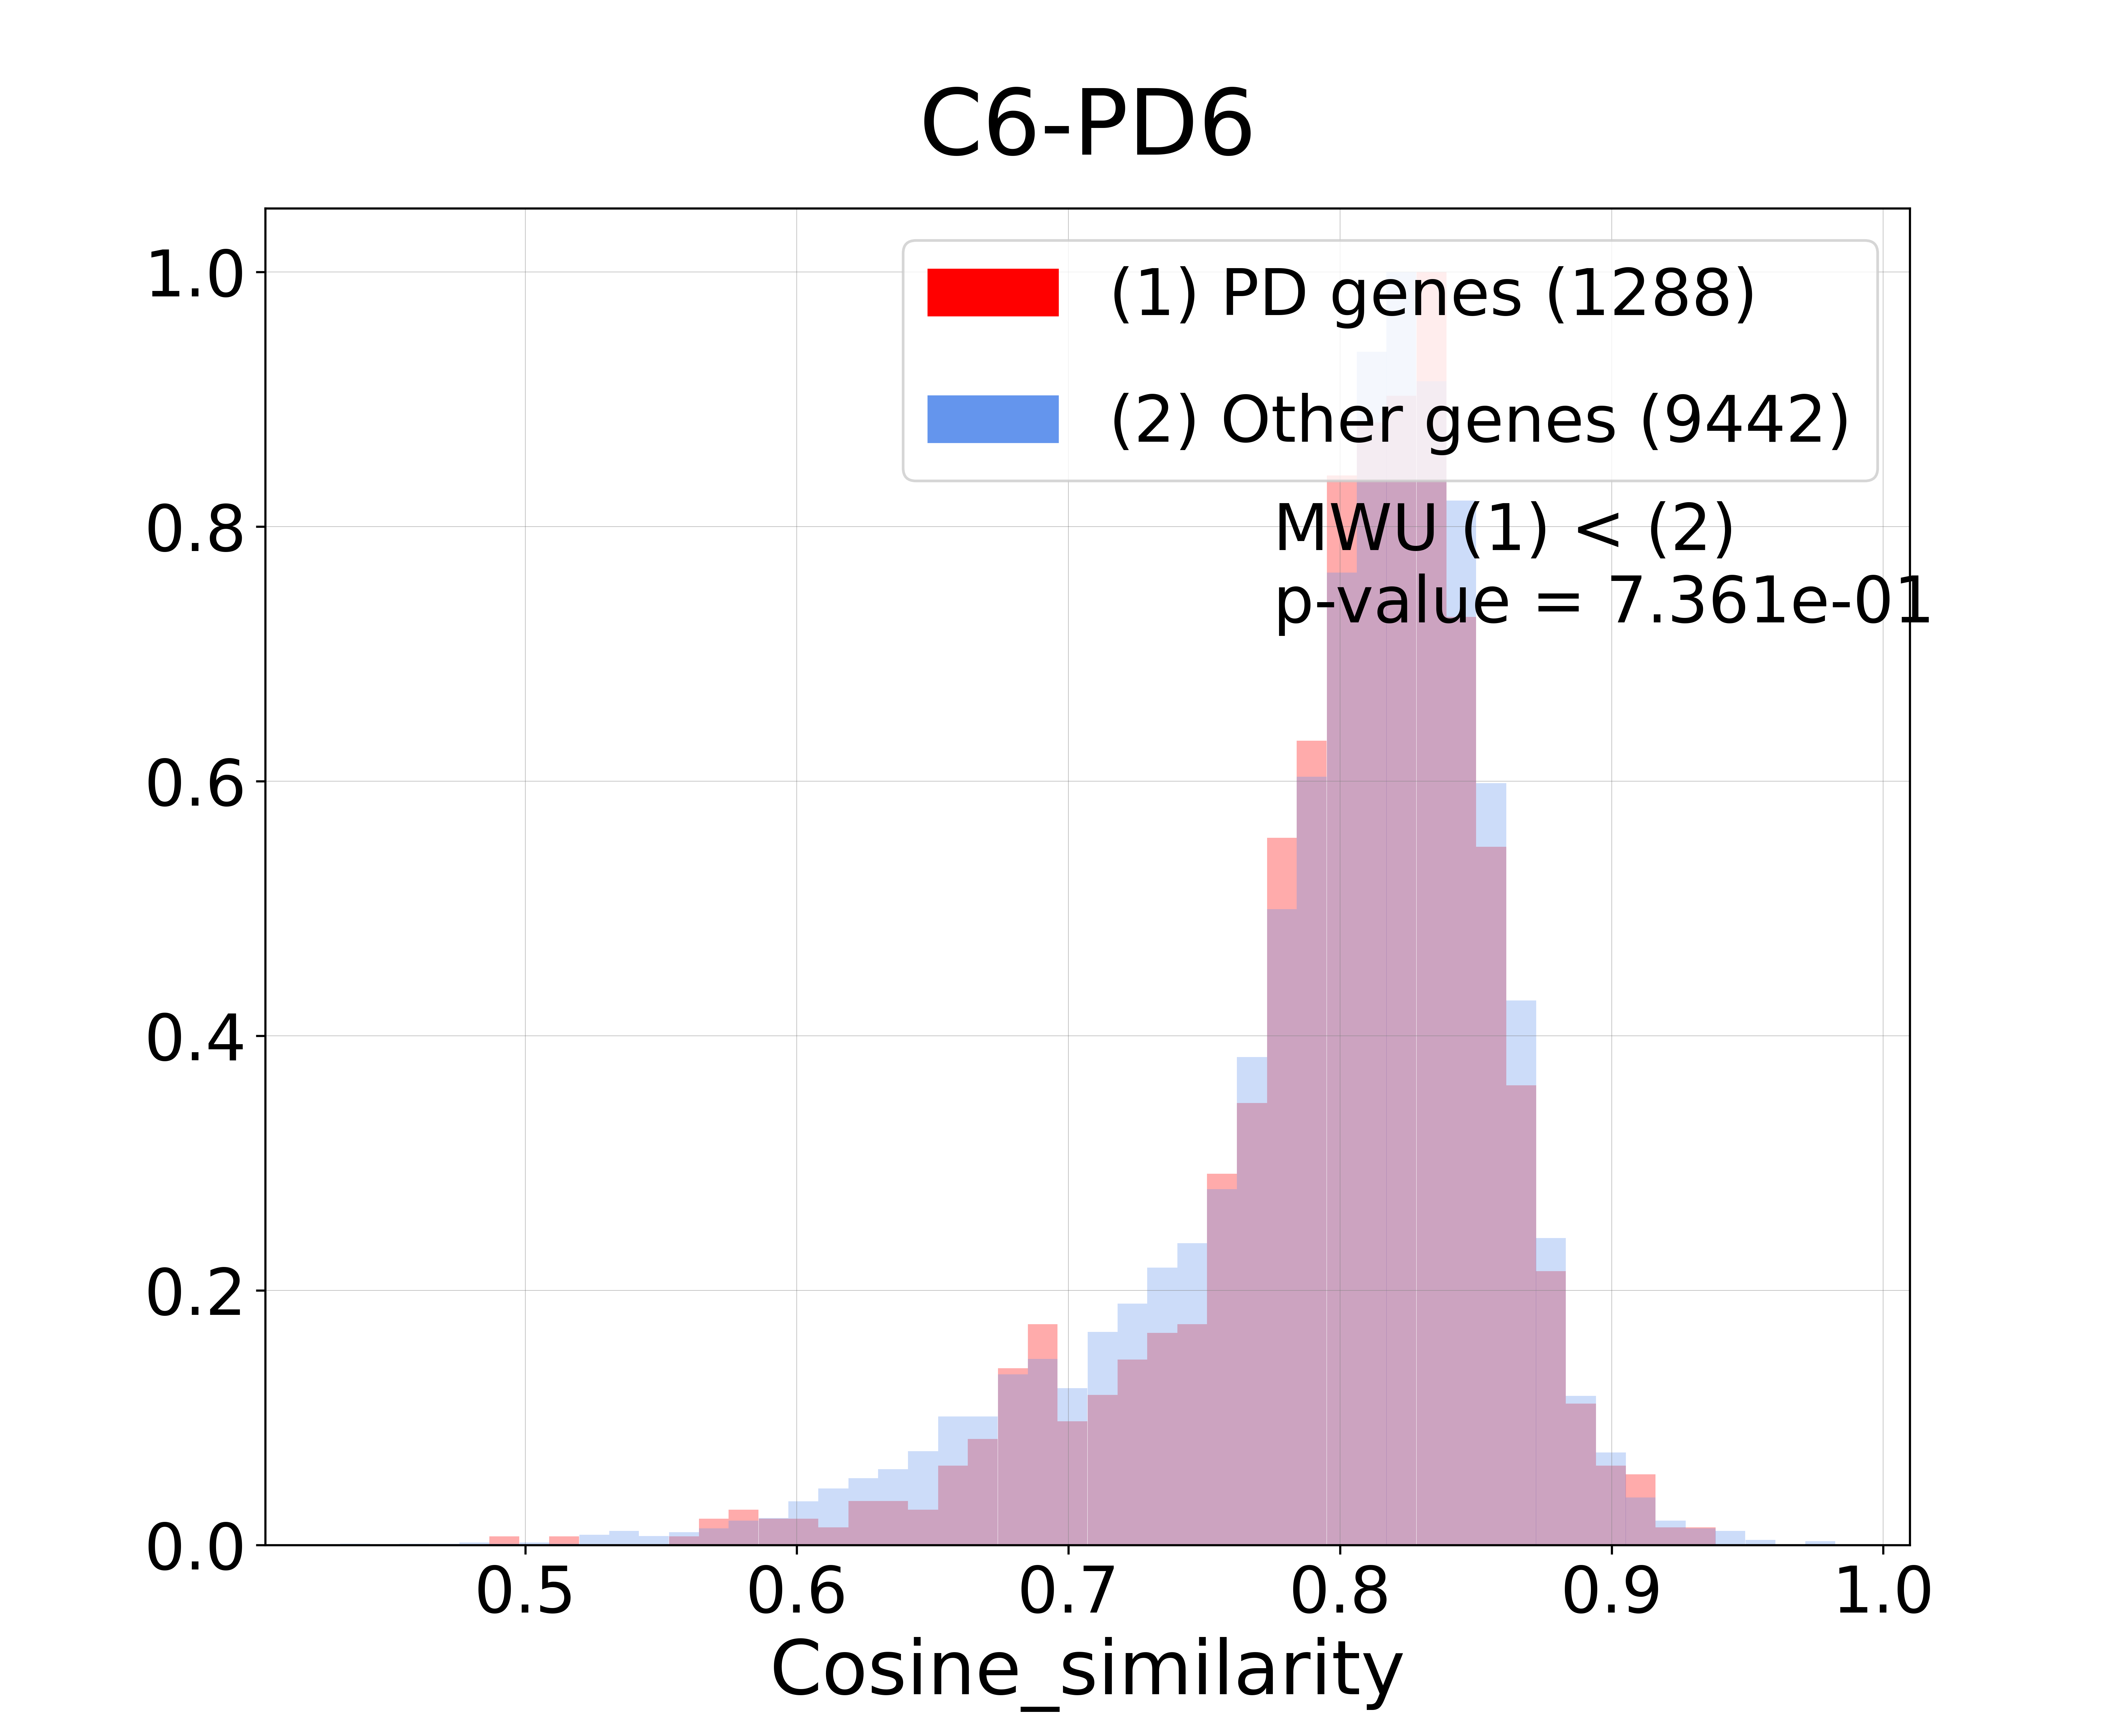 C6-PD6
(1) PD genes (1288)
(2) Other genes (9442)
MWU (1) < (2)
p-value = 7.361e-01
1.0
0.8
0.6
0.4
0.2
0.0
0.5 0.6 0.7 0.8 0.9 1.0
Cosine_similarity